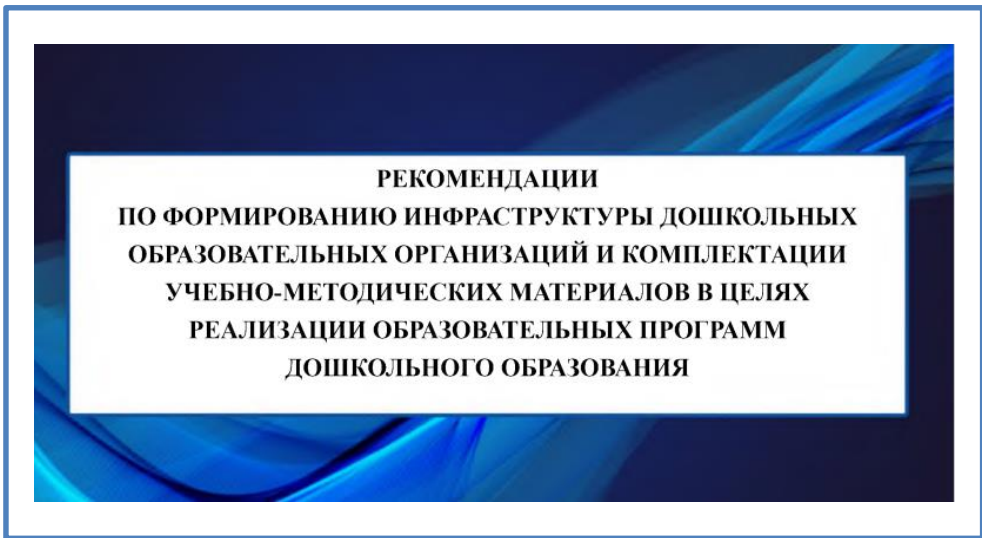 РЕКОМЕНДАЦИИ
ПО ФОРМИРОВАНИЮ ИНФРАСТРУКТУРЫ ДОШКОЛЬНЫХ
ОБРАЗОВАТЕЛЬНЫХ ОРГАНИЗАЦИЙ И КОМПЛЕКТАЦИИ
УЧЕБНО-МЕТОДИЧЕСКИХ МАТЕРИАЛОВ В ЦЕЛЯХ
РЕАЛИЗАЦИИ ОБРАЗОВАТЕЛЬНЫХ ПРОГРАММ
ДОШКОЛЬНОГО ОБРАЗОВАНИЯ